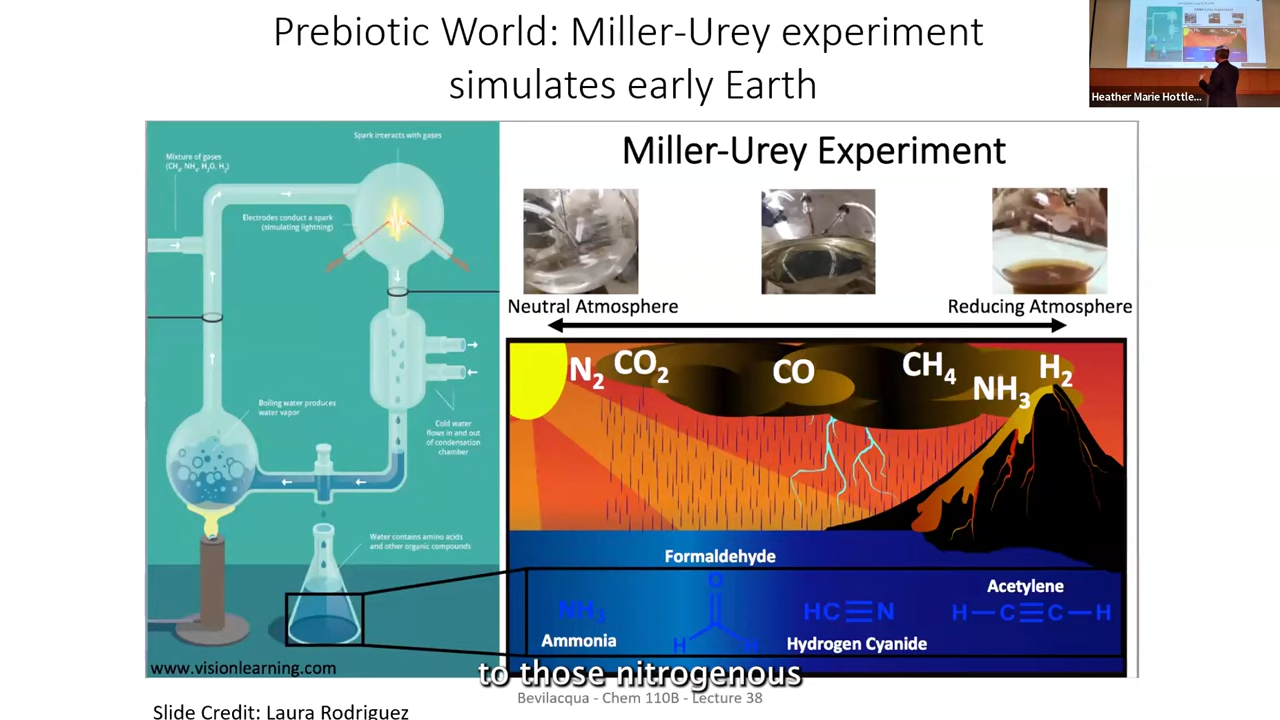 Prebiotic World: Miller-Urey experiment
simulates early Earth
Heather Marie Hottle...
Spark interacts with gases
Mixture of gases
(CH₄, NH₃, H₂O, H₂)
Electrodes conduct a spark
(simulating lightning)
Boiling water produces
water vapor
Cold water
flows in and out
of condensation
chamber
Water contains amino acids
and other organic compounds
www.visionlearning.com
Miller-Urey Experiment
Neutral Atmosphere
Reducing Atmosphere
N₂ CO₂ CO CH₄ NH₃ H₂
Formaldehyde
Acetylene
NH₃
O
H H
HC≡N
H—C≡C—H
Ammonia
Hydrogen Cyanide
to those nitrogenous
Bevilacqua - Chem 110B - Lecture 38
Slide Credit: Laura Rodriguez